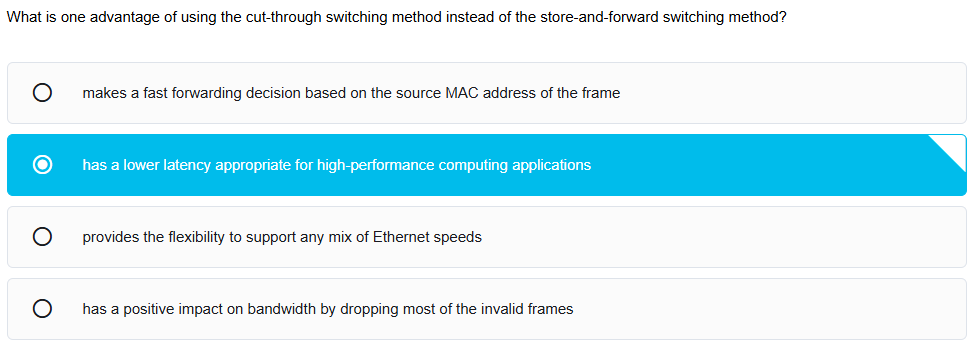 What is one advantage of using the cut-through switching method instead of the store-and-forward switching method?
makes a fast forwarding decision based on the source MAC address of the frame
has a lower latency appropriate for high-performance computing applications
provides the flexibility to support any mix of Ethernet speeds
has a positive impact on bandwidth by dropping most of the invalid frames